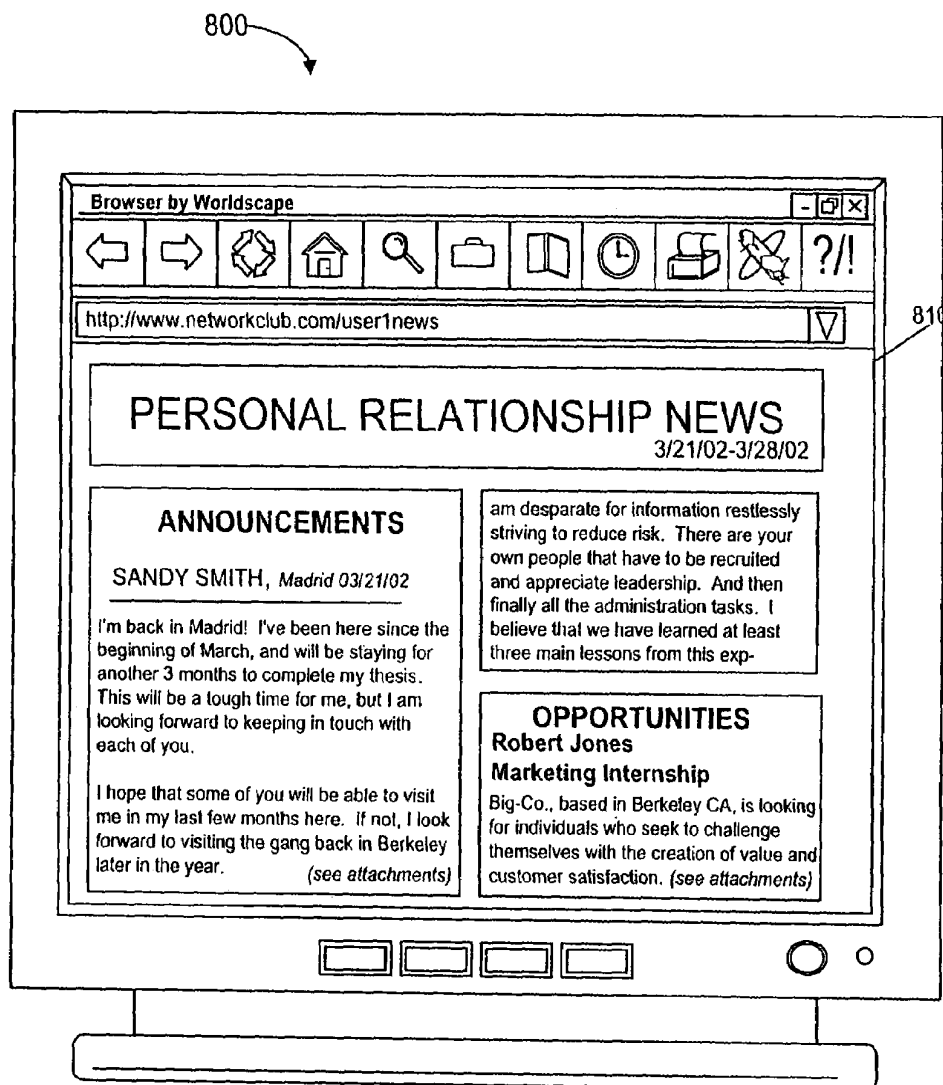 800
Browser by Worldscape
?/!
http://www.networkclub.com/user1news
810
PERSONAL RELATIONSHIP NEWS
3/21/02-3/28/02
ANNOUNCEMENTS
SANDY SMITH, Madrid 03/21/02
I'm back in Madrid! I've been here since the
beginning of March, and will be staying for
another 3 months to complete my thesis.
This will be a tough time for me, but I am
looking forward to keeping in touch with
each of you.
I hope that some of you will be able to visit
me in my last few months here. If not, I look
forward to visiting the gang back in Berkeley
later in the year. (see attachments)
am desparate for information restlessly
striving to reduce risk. There are your
own people that have to be recruited
and appreciate leadership. And then
finally all the administration tasks. I
believe that we have learned at least
three main lessons from this exp-
OPPORTUNITIES
Robert Jones
Marketing Internship
Big-Co., based in Berkeley CA, is looking
for individuals who seek to challenge
themselves with the creation of value and
customer satisfaction. (see attachments)